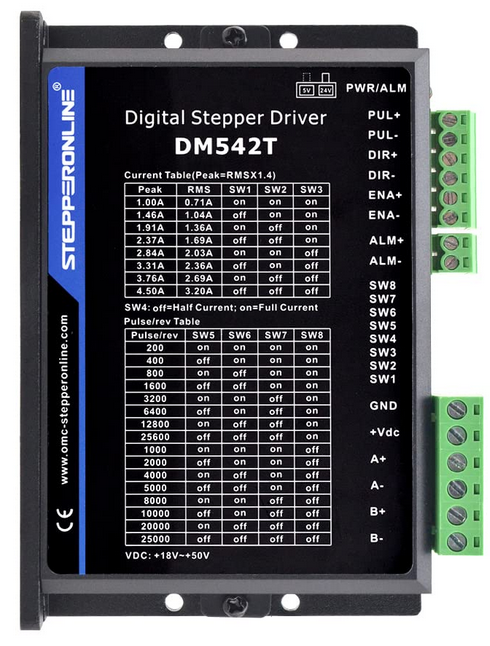 5V 24V
PWR/ALM
Digital Stepper Driver
DM542T
STEPPERONLINE®
www.omc-stepperonline.com
CE
Current Table(Peak=RMSX1.4)
Peak RMS SW1 SW2 SW3
1.00A 0.71A on on on
1.46A 1.04A off on on
1.91A 1.36A on off on
2.37A 1.69A off off on
2.84A 2.03A on on off
3.31A 2.36A off on off
3.76A 2.69A on off off
4.50A 3.20A off off off
SW4: off=Half Current; on=Full Current
Pulse/rev Table
Pulse/rev SW5 SW6 SW7 SW8
200 on on on on
400 off on on on
800 on off on on
1600 off off on on
3200 on on off on
6400 off on off on
12800 on off off on
25600 off off off on
1000 on on on off
2000 off on on off
4000 on off on off
5000 off off on off
8000 on on off off
10000 off on off off
20000 on off off off
25000 off off off off
VDC: +18V~+50V
PUL+
PUL-
DIR+
DIR-
ENA+
ENA-
ALM+
ALM-
SW8
SW7
SW6
SW5
SW4
SW3
SW2
SW1
GND
+Vdc
A+
A-
B+
B-